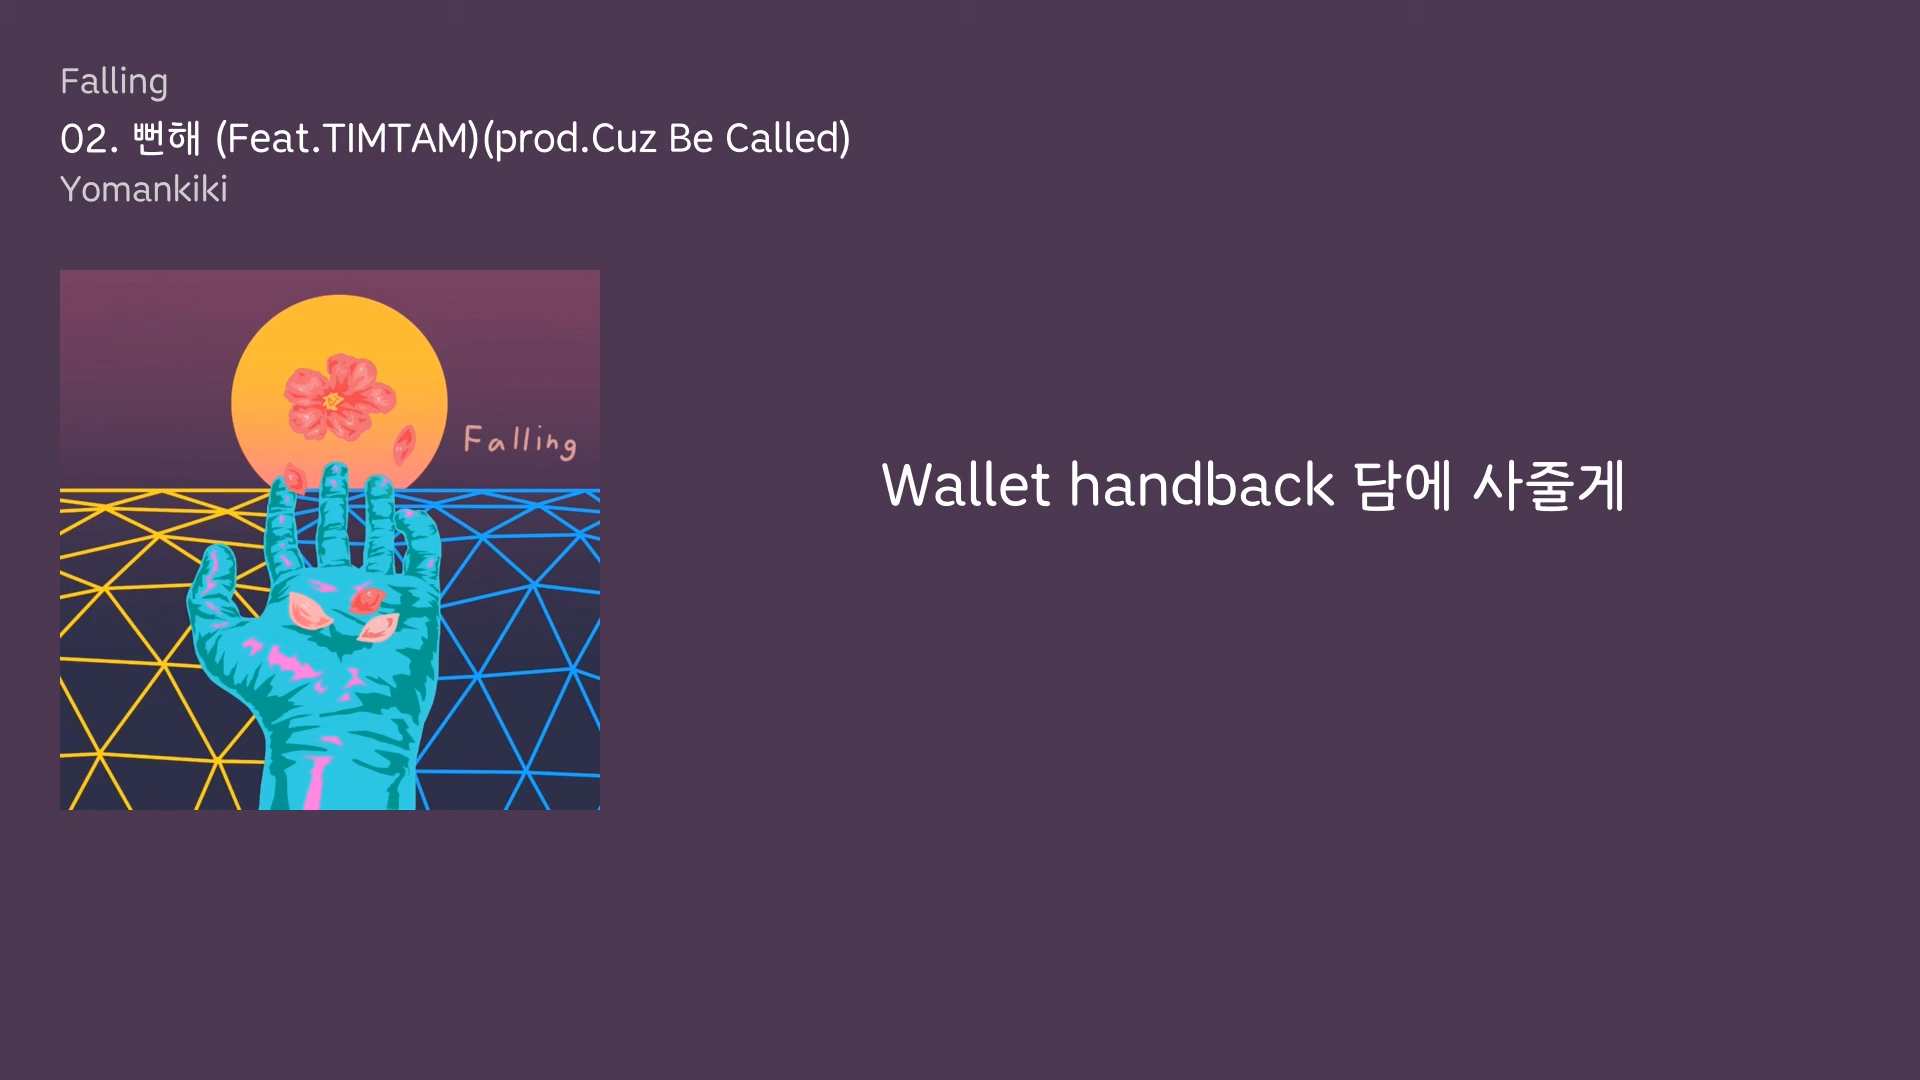 Falling
02. 뻔해 (Feat.TIMTAM)(prod.Cuz Be Called)
Yomankiki
Falling
Wallet handback 담에 사줄게